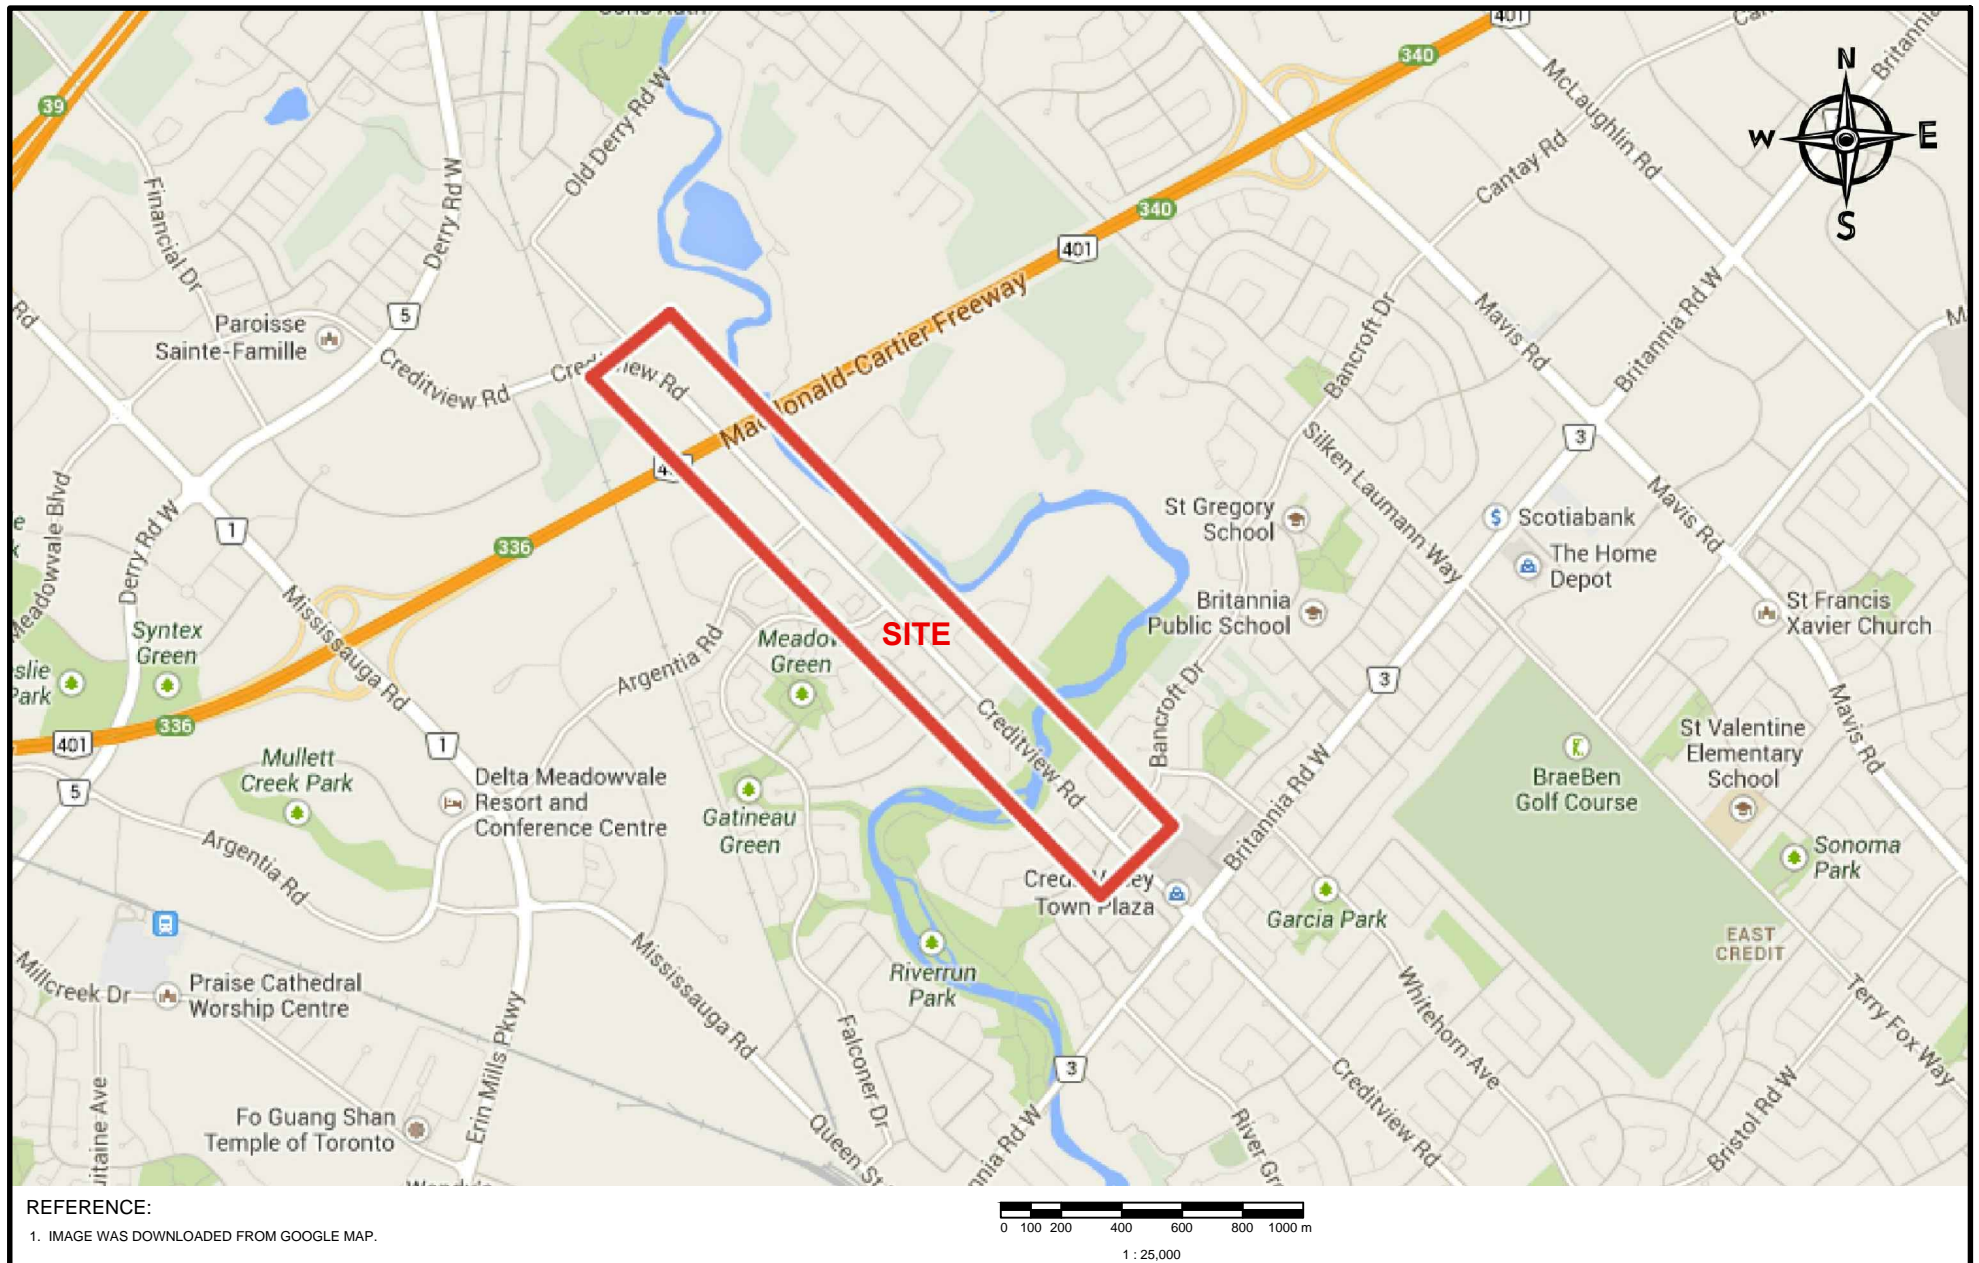 401
340
McLaughlin Rd
Britannia
N
W
E
S
39
Old Derry Rd W
Cantay Rd
340
Financial Dr
Derry Rd W
401
Britannia Rd W
Mavis Rd
Bancroft Dr
5
Paroisse
Sainte-Famille
Rd
Creditview Rd
Macdonald-Cartier Freeway
3
Silken Laumann Way
Mavis Rd
Meadowvale Blvd
Derry Rd W
1
336
St Gregory
School
Scotiabank
The Home
Depot
Mississauga Rd
Britannia
Public School
St Francis
Xavier Church
Syntex
Green
SITE
Argentia Rd
Green
Park
3
Bancroft Dr
Creditview Rd
Mavis Rd
336
401
1
5
Mullett
Creek Park
Delta Meadowvale
Resort and
Conference Centre
Gatineau
Green
BraeBen
Golf Course
St Valentine
Elementary
School
Britannia Rd W
Sonoma
Park
Argentia Rd
Town Plaza
Garcia Park
EAST
CREDIT
Riverrun
Park
Mississauga Rd
Millcreek Dr
Praise Cathedral
Worship Centre
Erin Mills Pkwy
Falconer Dr
Whitehorn Ave
Terry Fox Way
3
Creditview Rd
Bristol Rd W
Fo Guang Shan
Temple of Toronto
Queen St
Rd W
REFERENCE:
1. IMAGE WAS DOWNLOADED FROM GOOGLE MAP.
0 100 200 400 600 800 1000 m
1 : 25,000